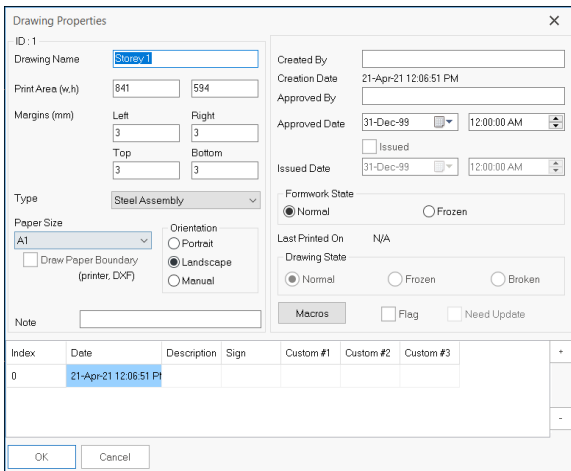 Drawing Properties
ID : 1
Drawing Name Storey 1
Print Area (w,h) 841 594
Margins (mm) Left Right
3 3
Top Bottom
3 3
Type Steel Assembly
Paper Size
A1
Draw Paper Boundary
(printer, DXF)
Orientation
Portrait
Landscape
Manual
Note
Created By
Creation Date 21-Apr-21 12:06:51 PM
Approved By
Approved Date 31-Dec-99 12:00:00 AM
Issued
Issued Date 31-Dec-99 12:00:00 AM
Formwork State
Normal Frozen
Last Printed On N/A
Drawing State
Normal Frozen Broken
Macros Flag Need Update
Index Date Description Sign Custom #1 Custom #2 Custom #3 +
0 21-Apr-21 12:06:51 PM
-
OK Cancel